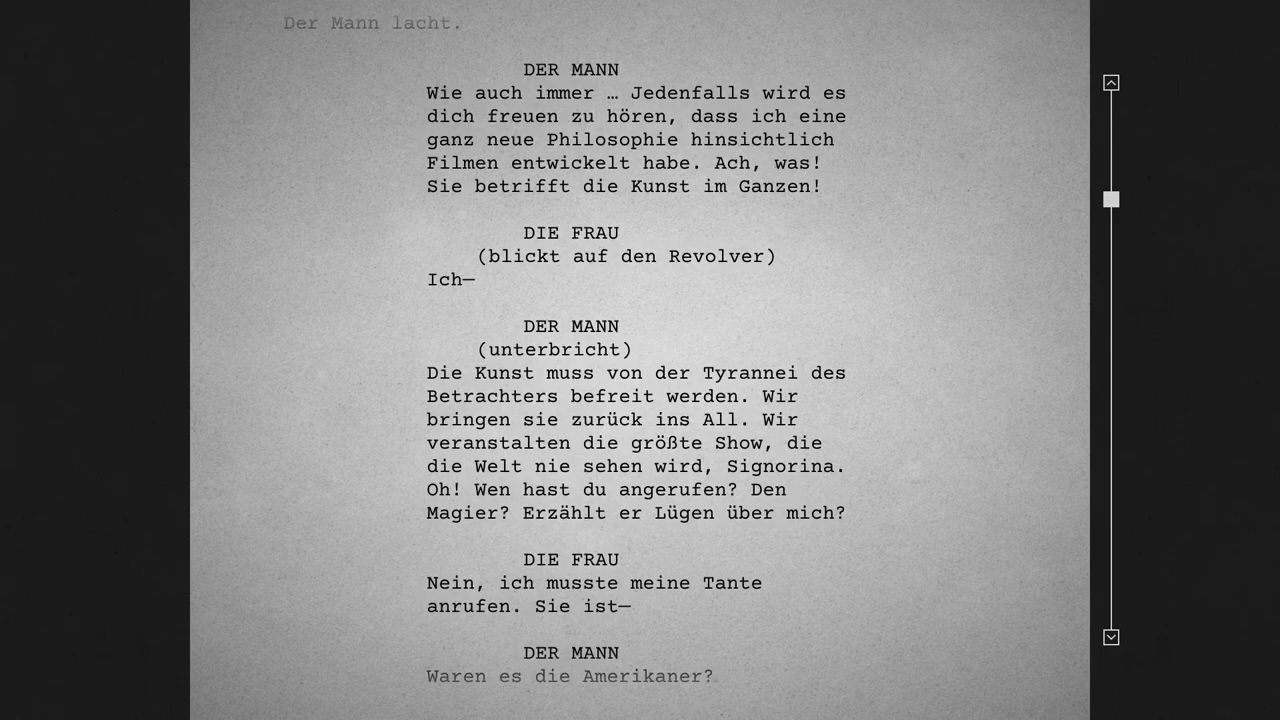 Der Mann lacht.
DER MANN
Wie auch immer … Jedenfalls wird es
dich freuen zu hören, dass ich eine
ganz neue Philosophie hinsichtlich
Filmen entwickelt habe. Ach, was!
Sie betrifft die Kunst im Ganzen!
DIE FRAU
(blickt auf den Revolver)
Ich—
DER MANN
(unterbricht)
Die Kunst muss von der Tyrannei des
Betrachters befreit werden. Wir
bringen sie zurück ins All. Wir
veranstalten die größte Show, die
die Welt nie sehen wird, Signorina.
Oh! Wen hast du angerufen? Den
Magier? Erzählt er Lügen über mich?
DIE FRAU
Nein, ich musste meine Tante
anrufen. Sie ist—
DER MANN
Waren es die Amerikaner?